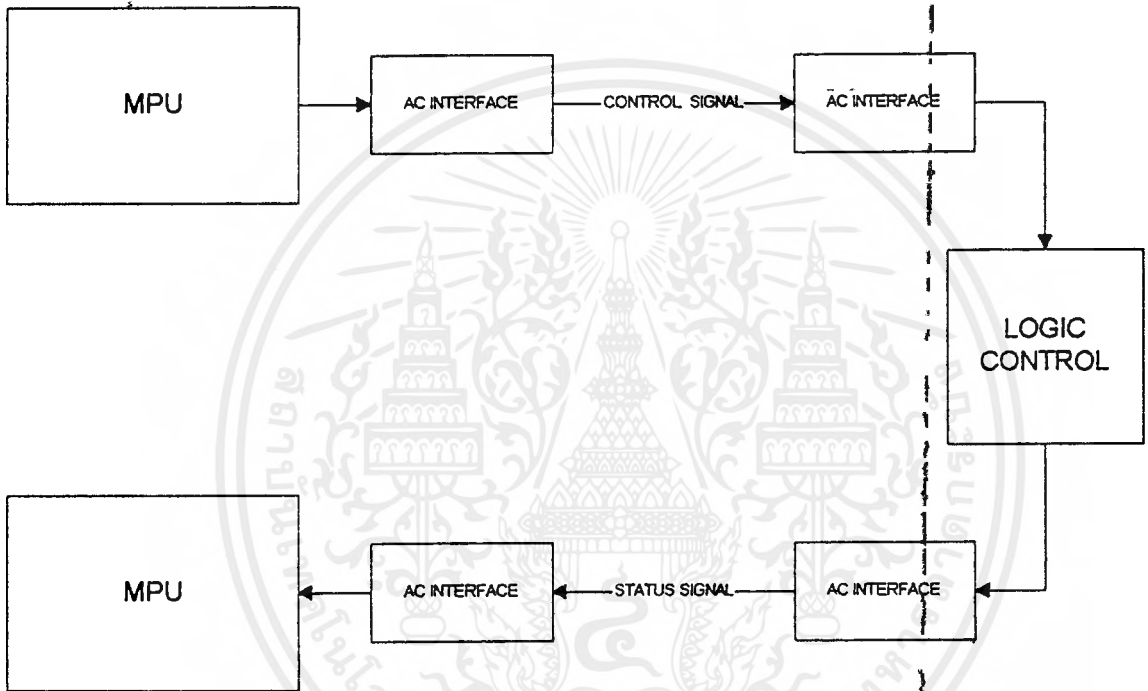 MPU
AC INTERFACE
CONTROL SIGNAL
AC INTERFACE
LOGIC
CONTROL
MPU
AC INTERFACE
STATUS SIGNAL
AC INTERFACE